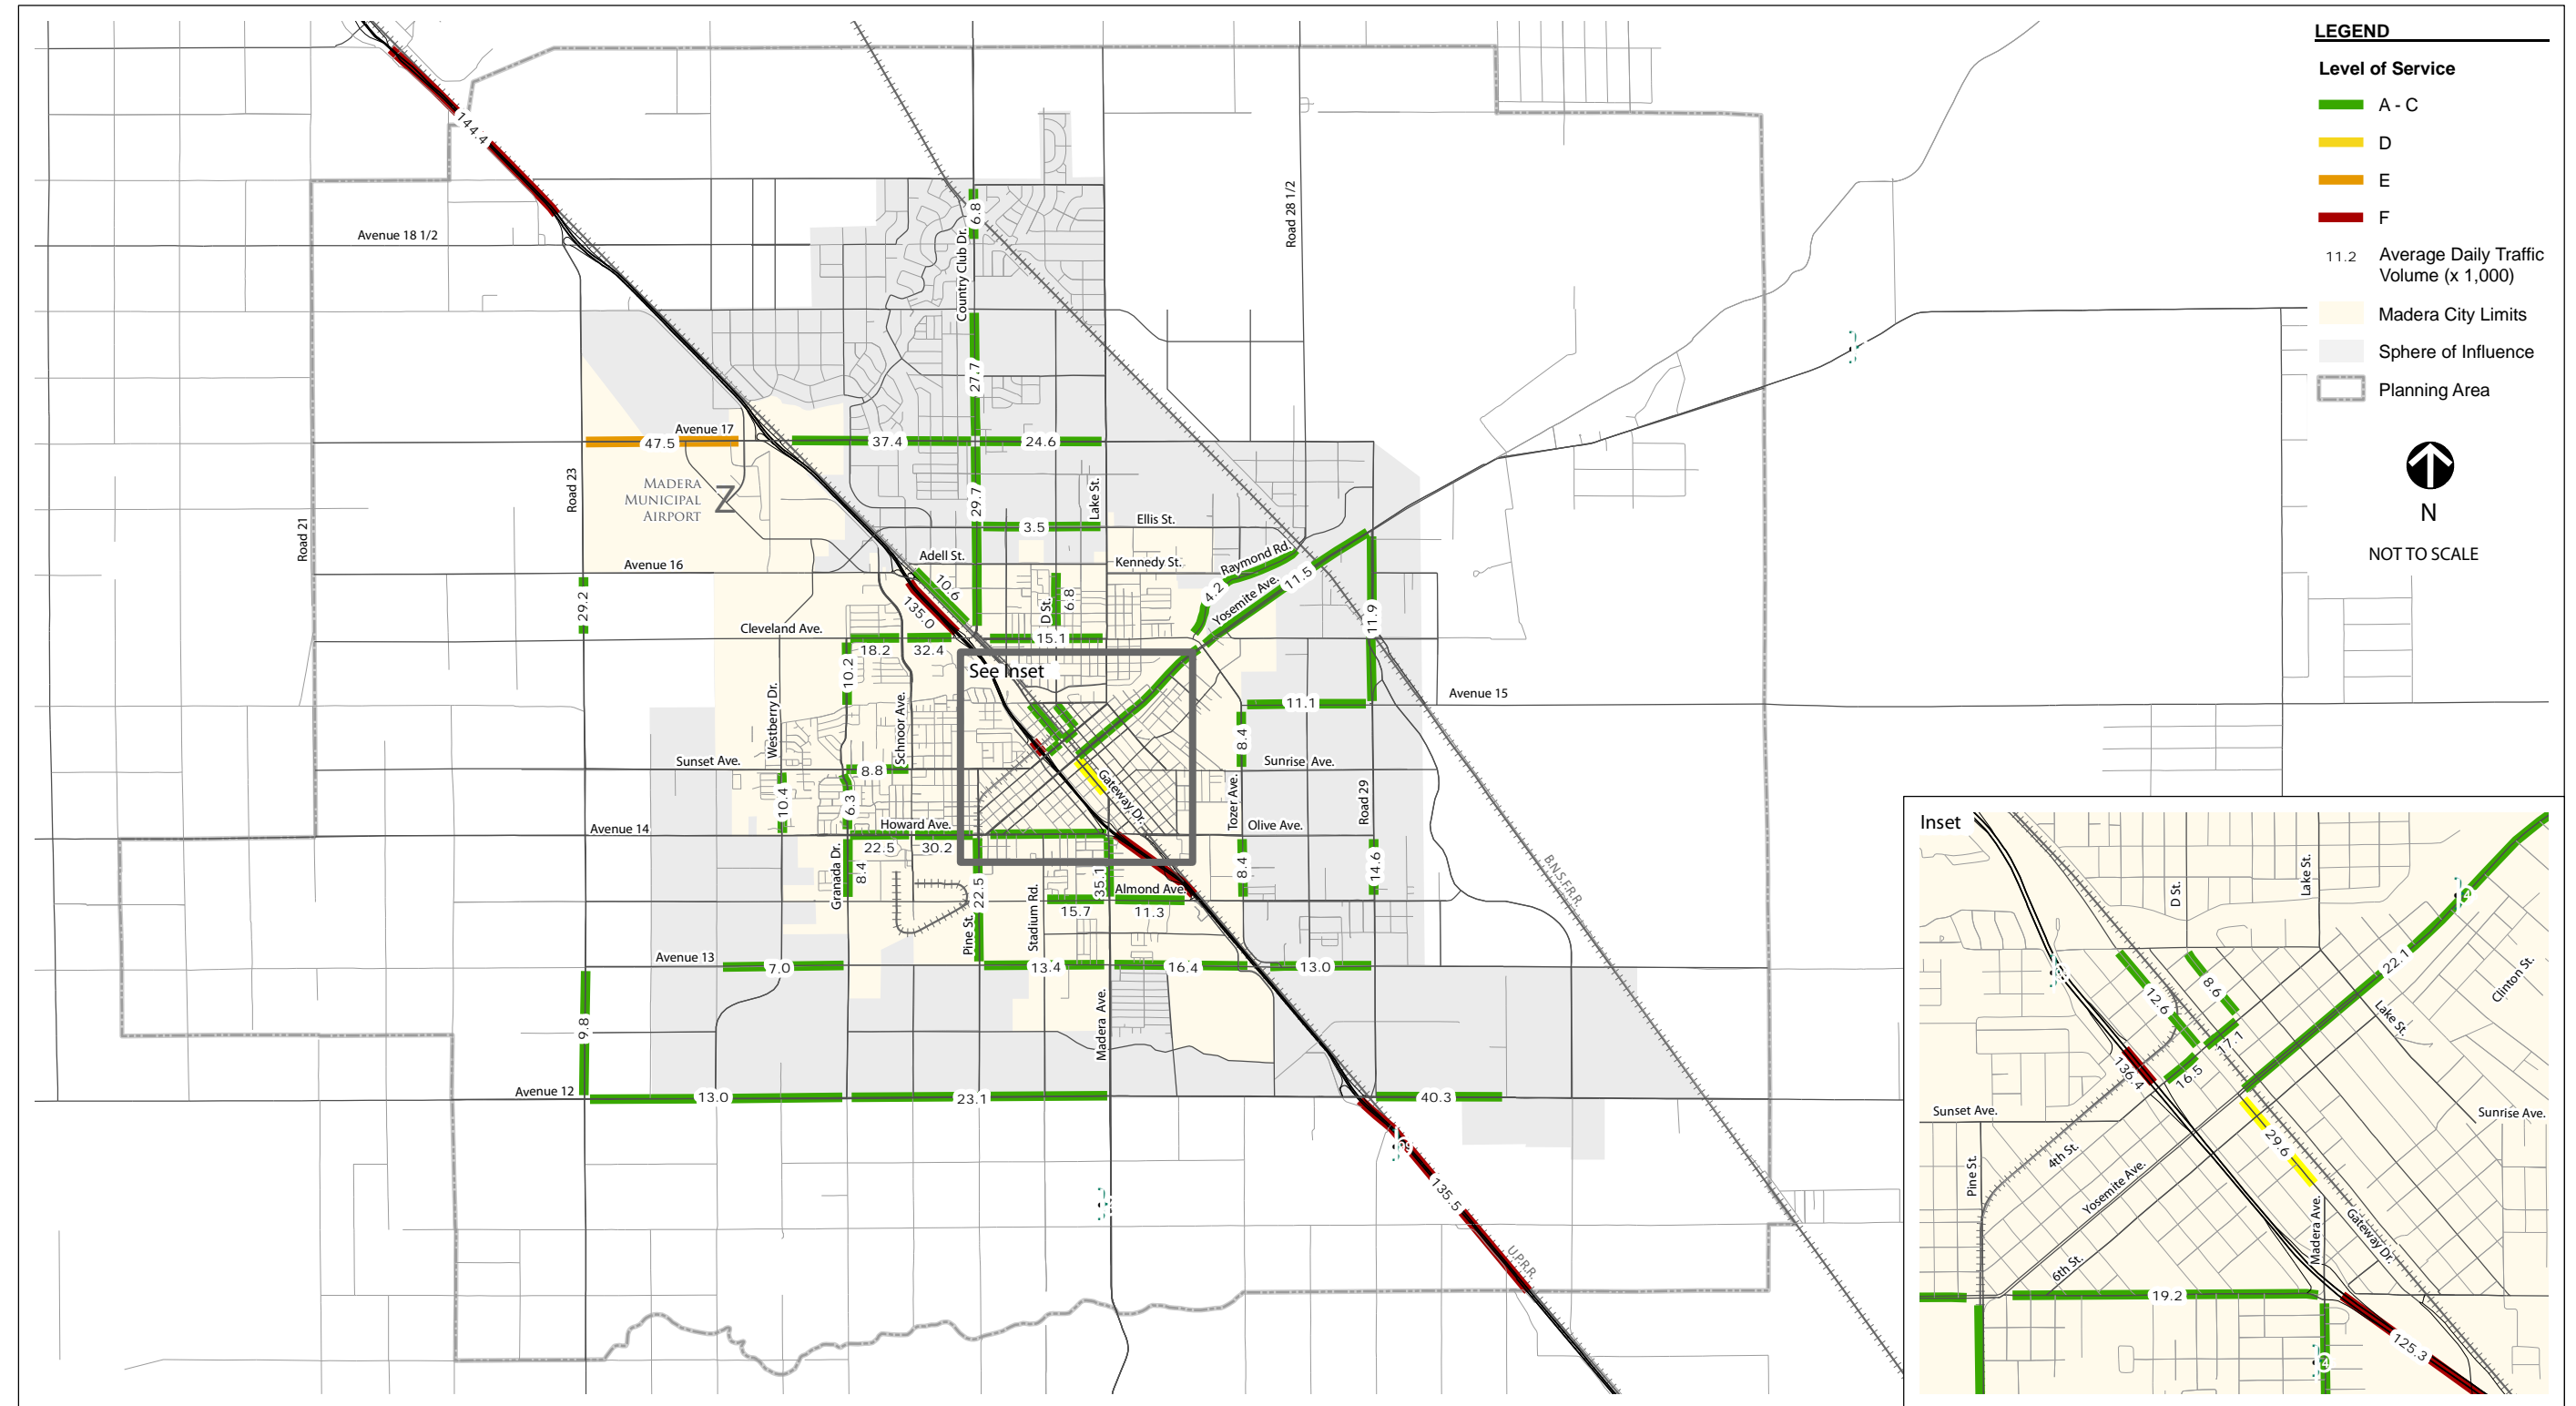 LEGEND
Level of Service
A - C
D
E
F
11.2
Average Daily Traffic
Volume (x 1,000)
Madera City Limits
Sphere of Influence
Planning Area
N
NOT TO SCALE
144.4
Avenue 18 1/2
6.8
Country Club Dr.
Road 28 1/2
27.7
Avenue 17
47.5
37.4
24.6
Road 23
Madera
Municipal
Airport
Z
Road 21
29.7
Lake St.
3.5
Ellis St.
Adell St.
Kennedy St.
Raymond Rd.
4.2
Yosemite Ave.
11.5
Avenue 16
10.6
135.0
D St.
6.8
29.2
11.9
Cleveland Ave.
15.1
18.2
32.4
10.2
See Inset
Westberry Dr.
Schnoor Ave.
11.1
Avenue 15
8.4
Sunset Ave.
8.8
Sunrise Ave.
10.4
6.3
Gateway Dr.
Tozer Ave.
Road 29
Avenue 14
Howard Ave.
Olive Ave.
22.5
30.2
Granada Dr.
8.4
22.5
35.1
Almond Ave.
8.4
14.6
B.N.S.F.R.R.
15.7
11.3
Pine St.
Stadium Rd.
Avenue 13
7.0
13.4
16.4
13.0
9.8
Madera Ave.
Avenue 12
13.0
23.1
40.3
135.5
U.P.R.R.
Inset
D St.
Lake St.
22.1
Clinton St.
12.6
8.6
Lake St.
17.1
136.4
16.5
Sunset Ave.
Sunrise Ave.
29.6
4th St.
Pine St.
Yosemite Ave.
Madera Ave.
Gateway Dr.
6th St.
19.2
125.3